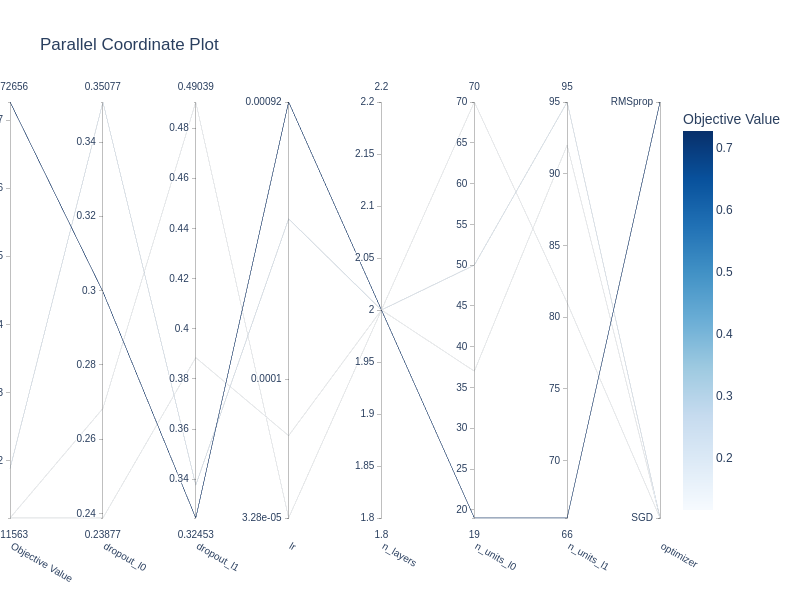 Parallel Coordinate Plot
72656 0.35077 0.49039 2.2 70 95
0.00092 2.2 70 95 RMSprop Objective Value
7 0.34 0.48 2.15 65 0.7
6 0.32 0.46 2.1 60 90 0.6
5 0.3 0.44 2.05 55 85 0.5
4 0.28 0.42 2 50 80 0.4
3 0.26 0.4 1.95 45 75 0.3
2 0.24 0.38 0.0001 1.9 40 70 0.2
0.36 1.85 35
0.34 1.8 30
25
20
3.28e-05 SGD
11563 0.23877 0.32453 1.8 19 66
Objective Value dropout_l0 dropout_l1 lr n_layers n_units_l0 n_units_l1 optimizer